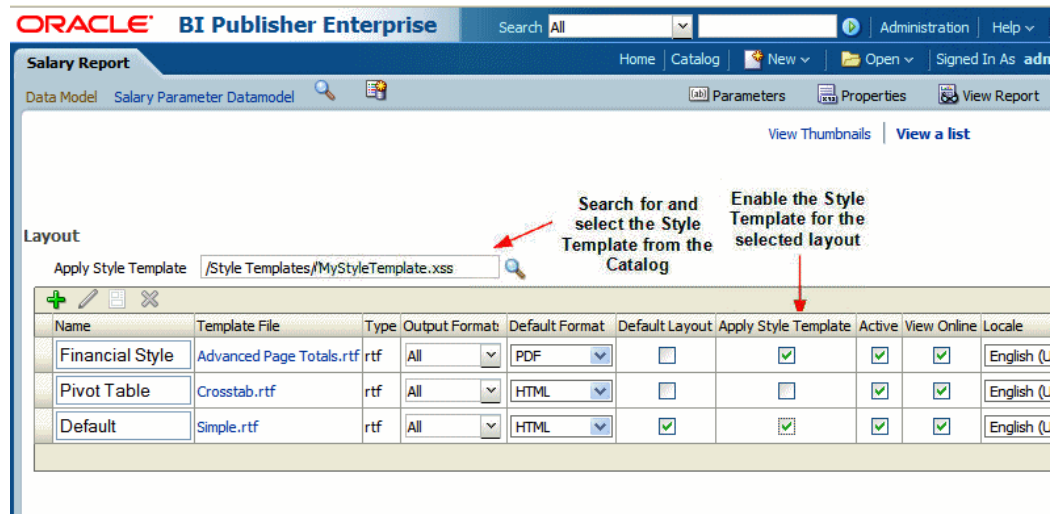 ORACLE BI Publisher Enterprise Search All Administration Help
Salary Report Home Catalog New Open Signed In As adm
Data Model Salary Parameter Datamodel Parameters Properties View Report
View Thumbnails View a list
Search for and
select the Style
Template from the
Catalog
Enable the Style
Template for the
selected layout
Layout
Apply Style Template /Style Templates/I'MyStyleTemplate.xss
Name Template File Type Output Format: Default Format Default Layout Apply Style Template Active View Online Locale
Financial Style Advanced Page Totals.rtf rtf All PDF English (U
Pivot Table Crosstab.rtf rtf All HTML English (U
Default Simple.rtf rtf All HTML English (U